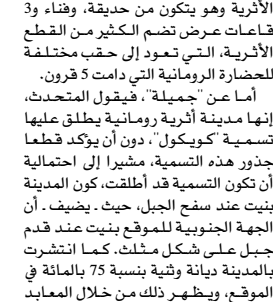 الأثرية وهو يتكون من حديقة، وفناء و3
قاعات عرض تضم الكثير من القطع
الأثرية، التي تعود إلى حقب مختلفة
للحضارة الرومانية التي دامت 5 قرون.
أما عن "جميلة"، فيقول المتحدث،
إنها مدينة أثرية رومانية يطلق عليها
تسمية "كويكول"، دون أن يؤكد قطعا
جذور هذه التسمية، مشيرا إلى احتمالية
أن تكون التسمية قد أطلقت، كون المدينة
بنيت عند سفح الجبل، حيث ـ يضيف ـ أن
الجهة الجنوبية للموقع بنيت عند قدم
جبل على شكل مثلث. كما انتشرت
بالمدينة ديانة وثنية بنسبة 75 بالمائة في
الموقع، ويظهر ذلك من خلال المعابد